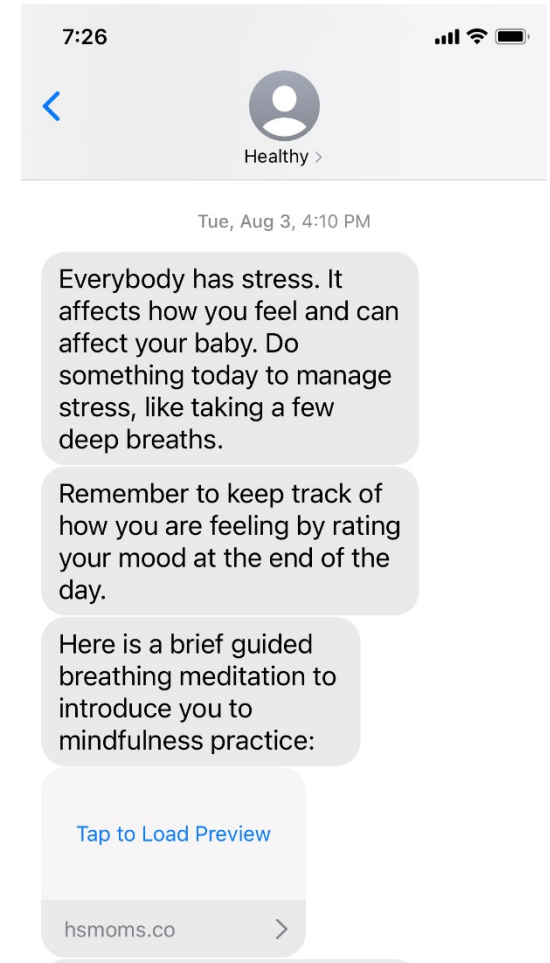 7:26
Healthy >
Tue, Aug 3, 4:10 PM
Everybody has stress. It
affects how you feel and can
affect your baby. Do
something today to manage
stress, like taking a few
deep breaths.
Remember to keep track of
how you are feeling by rating
your mood at the end of the
day.
Here is a brief guided
breathing meditation to
introduce you to
mindfulness practice:
Tap to Load Preview
hsmoms.co